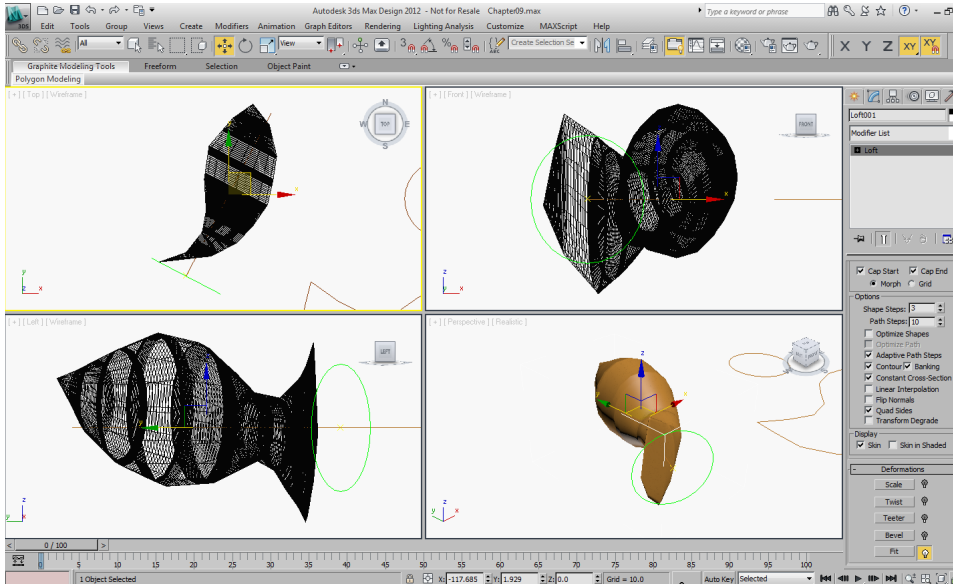 Autodesk 3ds Max Design 2012 - Not for Resale Chapter09.max
Type a keyword or phrase
3DS
Edit Tools Group Views Create Modifiers Animation Graph Editors Rendering Lighting Analysis Customize MAXScript Help
All View 3 Create Selection Se X Y Z XY XY
Graphite Modeling Tools Freeform Selection Object Paint
Polygon Modeling
[ + ] [ Top ] [ Wireframe ]
N
W TOP E
S
x
y
z x
[ + ] [ Front ] [ Wireframe ]
FRONT
z
x
z
y x
[ + ] [ Left ] [ Wireframe ]
LEFT
z
y
z
y x
[ + ] [ Perspective ] [ Realistic ]
z
y x
z
y x
Loft001
Modifier List
Loft
Cap Start Cap End
Morph Grid
Options
Shape Steps: 3
Path Steps: 10
Optimize Shapes
Optimize Path
Adaptive Path Steps
Contour Banking
Constant Cross-Section
Linear Interpolation
Flip Normals
Quad Sides
Transform Degrade
Display
Skin Skin in Shaded
- Deformations
Scale
Twist
Teeter
Bevel
Fit
< 0 / 100 >
0 5 10 15 20 25 30 35 40 45 50 55 60 65 70 75 80 85 90 95 100
1 Object Selected X: -117.685 Y: 1.929 Z: 0.0 Grid = 10.0 Auto Key Selected